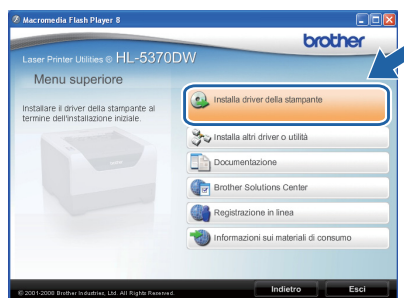 Macromedia Flash Player 8
brother
Laser Printer Utilities ® HL-5370DW
Menu superiore
Installare il driver della stampante al
termine dell'installazione iniziale.
Installa driver della stampante
Installa altri driver o utilità
Documentazione
Brother Solutions Center
Registrazione in linea
Informazioni sui materiali di consumo
© 2001-2008 Brother Industries, Ltd. All Rights Reserved.
Indietro
Esci